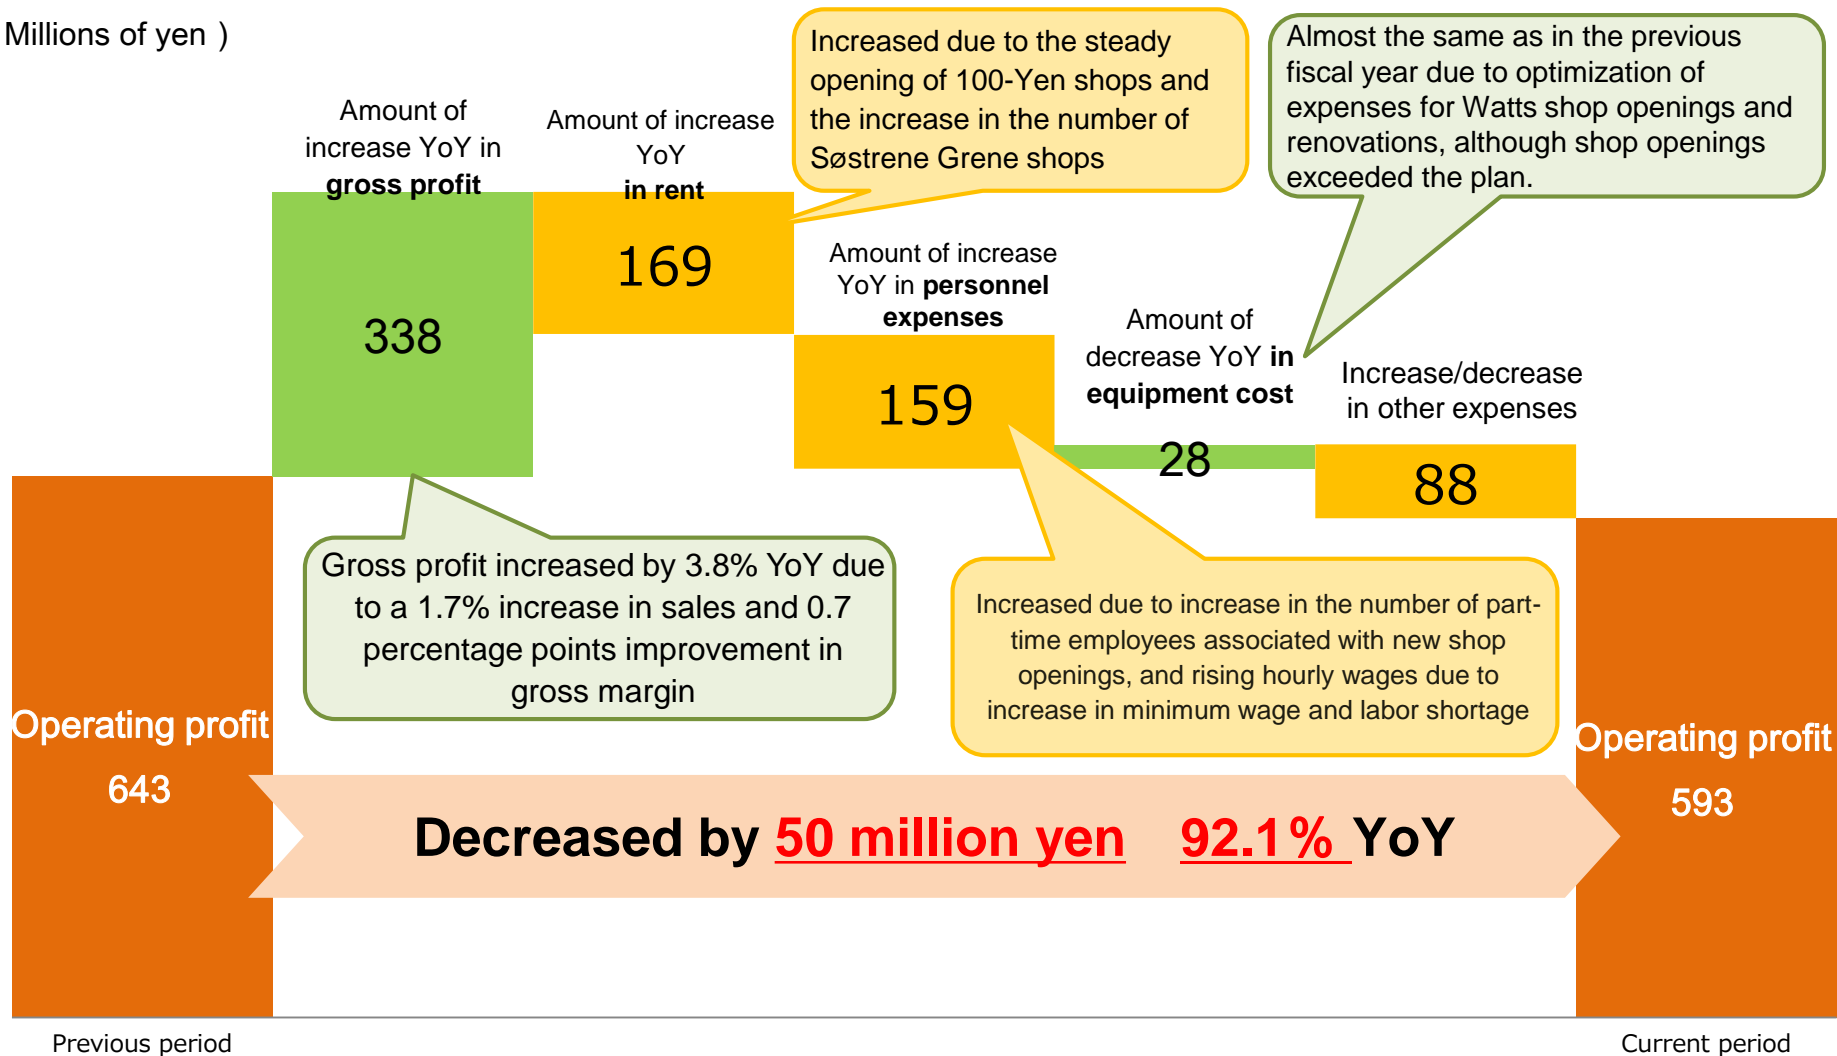 Millions of yen )
Amount of
increase YoY in
gross profit
338
Amount of increase
YoY
in rent
169
Increased due to the steady
opening of 100-Yen shops and
the increase in the number of
Søstrene Grene shops
Almost the same as in the previous
fiscal year due to optimization of
expenses for Watts shop openings and
renovations, although shop openings
exceeded the plan.
Amount of increase
YoY in personnel
expenses
159
Amount of
decrease YoY in
equipment cost
28
Increase/decrease
in other expenses
88
Gross profit increased by 3.8% YoY due
to a 1.7% increase in sales and 0.7
percentage points improvement in
gross margin
Increased due to increase in the number of part-
time employees associated with new shop
openings, and rising hourly wages due to
increase in minimum wage and labor shortage
Operating profit
643
Operating profit
593
Decreased by 50 million yen 92.1% YoY
Previous period
Current period